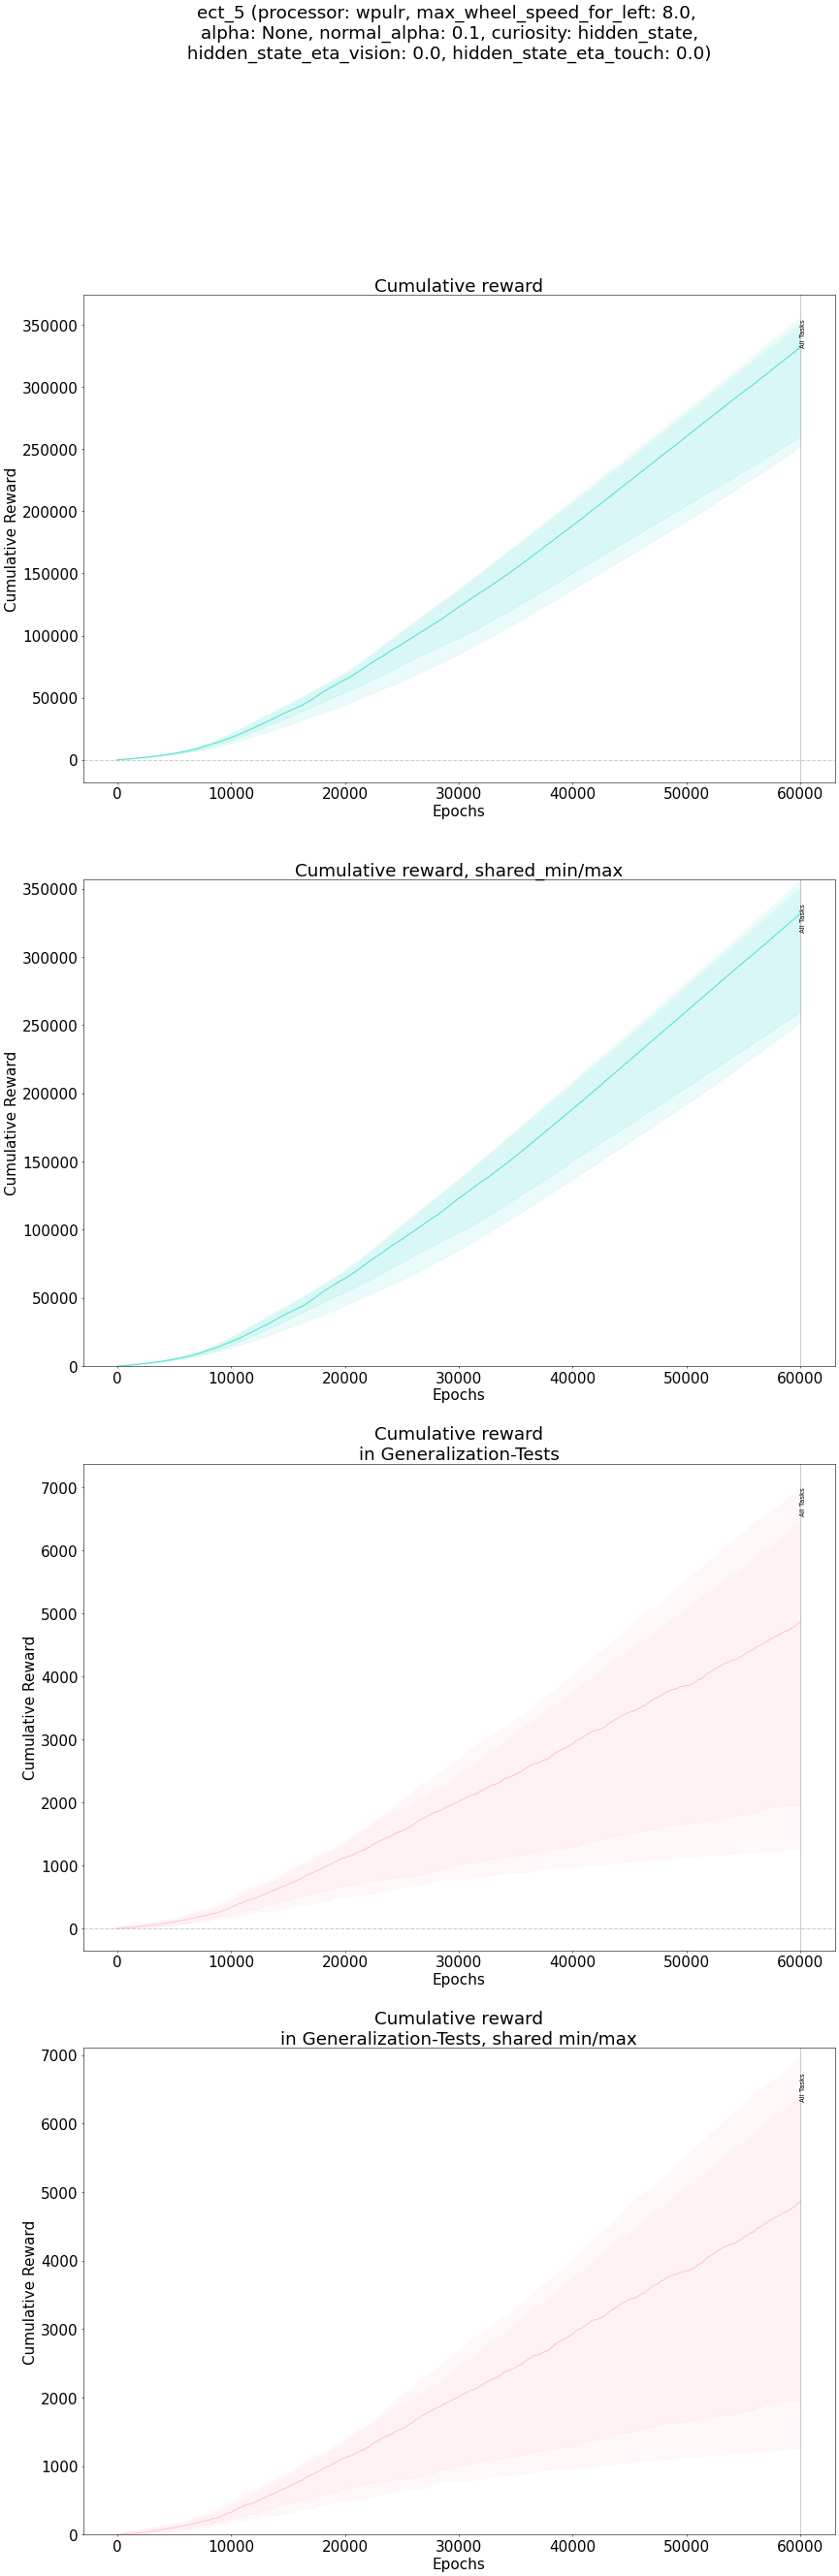 ect_5 (processor: wpulr, max_wheel_speed_for_left: 8.0,
alpha: None, normal_alpha: 0.1, curiosity: hidden_state,
hidden_state_eta_vision: 0.0, hidden_state_eta_touch: 0.0)
Cumulative reward
350000
300000
250000
200000
150000
100000
50000
0
Cumulative Reward
All Tasks
0 10000 20000 30000 40000 50000 60000
Epochs
Cumulative reward, shared_min/max
350000
300000
250000
200000
150000
100000
50000
0
Cumulative Reward
All Tasks
0 10000 20000 30000 40000 50000 60000
Epochs
Cumulative reward
in Generalization-Tests
7000
6000
5000
4000
3000
2000
1000
0
Cumulative Reward
All Tasks
0 10000 20000 30000 40000 50000 60000
Epochs
Cumulative reward
in Generalization-Tests, shared min/max
7000
6000
5000
4000
3000
2000
1000
0
Cumulative Reward
All Tasks
0 10000 20000 30000 40000 50000 60000
Epochs